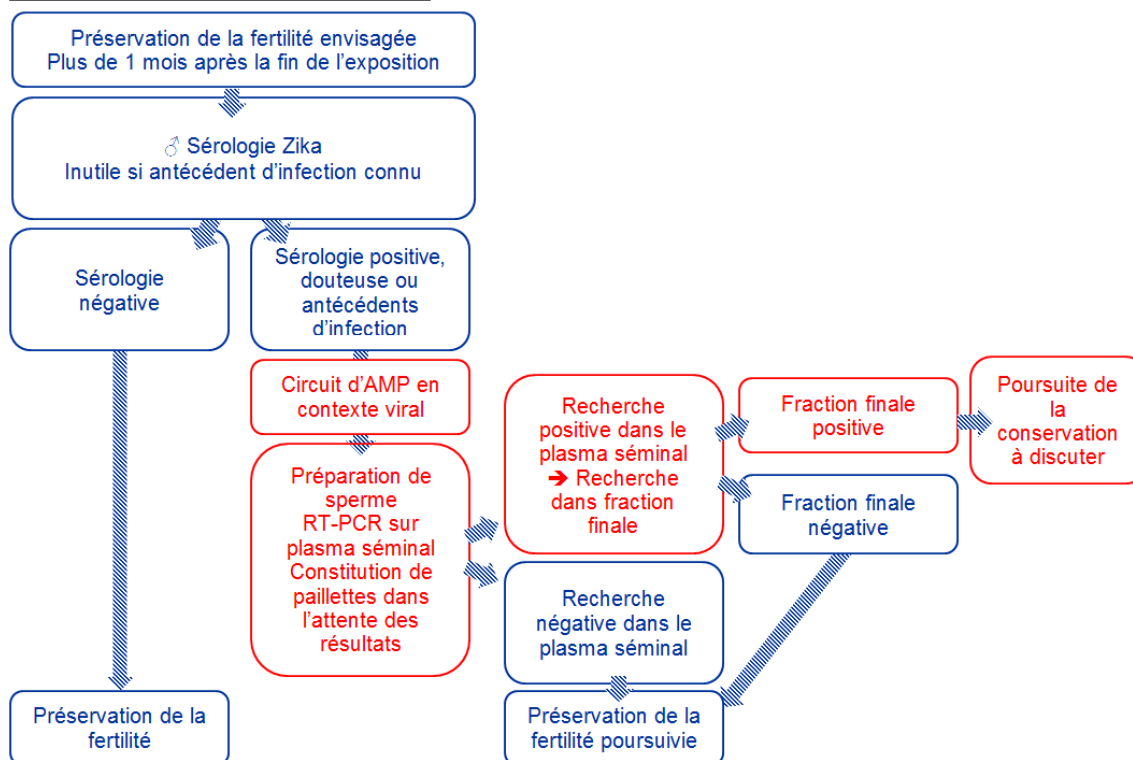 Préservation de la fertilité envisagée
Plus de 1 mois après la fin de l'exposition
♂ Sérologie Zika
Inutile si antécédent d'infection connu
Sérologie
négative
Sérologie positive,
douteuse ou
antécédents
d'infection
Circuit d'AMP en
contexte viral
Préparation de
sperme
RT-PCR sur
plasma séminal
Constitution de
paillettes dans
l'attente des
résultats
Recherche
positive dans le
plasma séminal
➔ Recherche
dans fraction
finale
Fraction finale
positive
Poursuite de
la
conservation
à discuter
Fraction finale
négative
Recherche
négative dans le
plasma séminal
Préservation de la
fertilité
Préservation de la
fertilité poursuivie